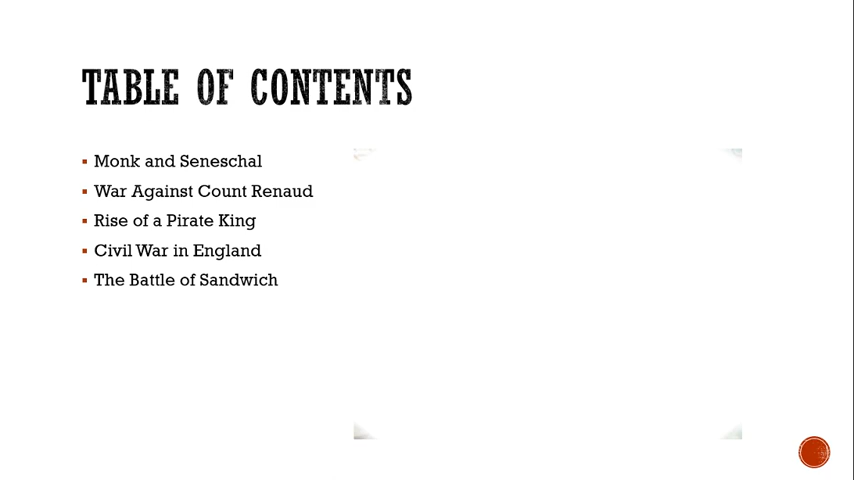 TABLE OF CONTENTS
Monk and Seneschal
War Against Count Renaud
Rise of a Pirate King
Civil War in England
The Battle of Sandwich